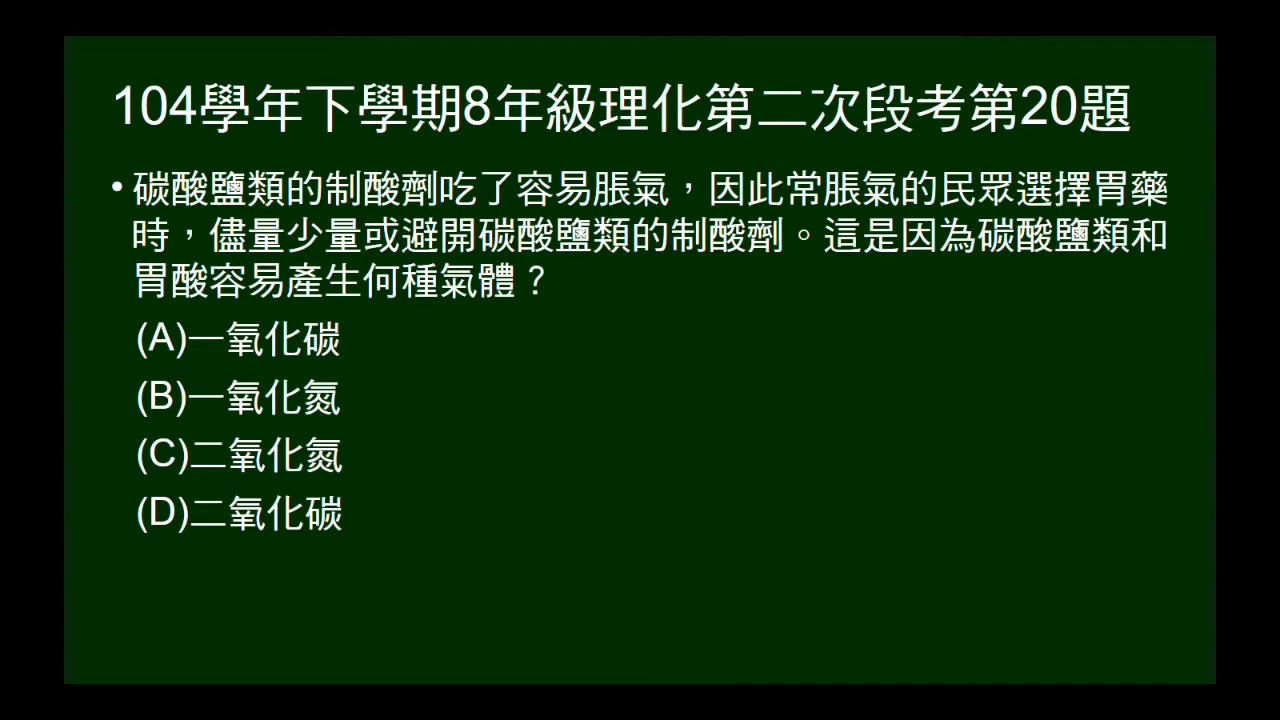 104學年下學期8年級理化第二次段考第20題
• 碳酸鹽類的制酸劑吃了容易脹氣，因此常脹氣的民眾選擇胃藥
時，儘量少量或避開碳酸鹽類的制酸劑。這是因為碳酸鹽類和
胃酸容易產生何種氣體？
(A)一氧化碳
(B)一氧化氮
(C)二氧化氮
(D)二氧化碳